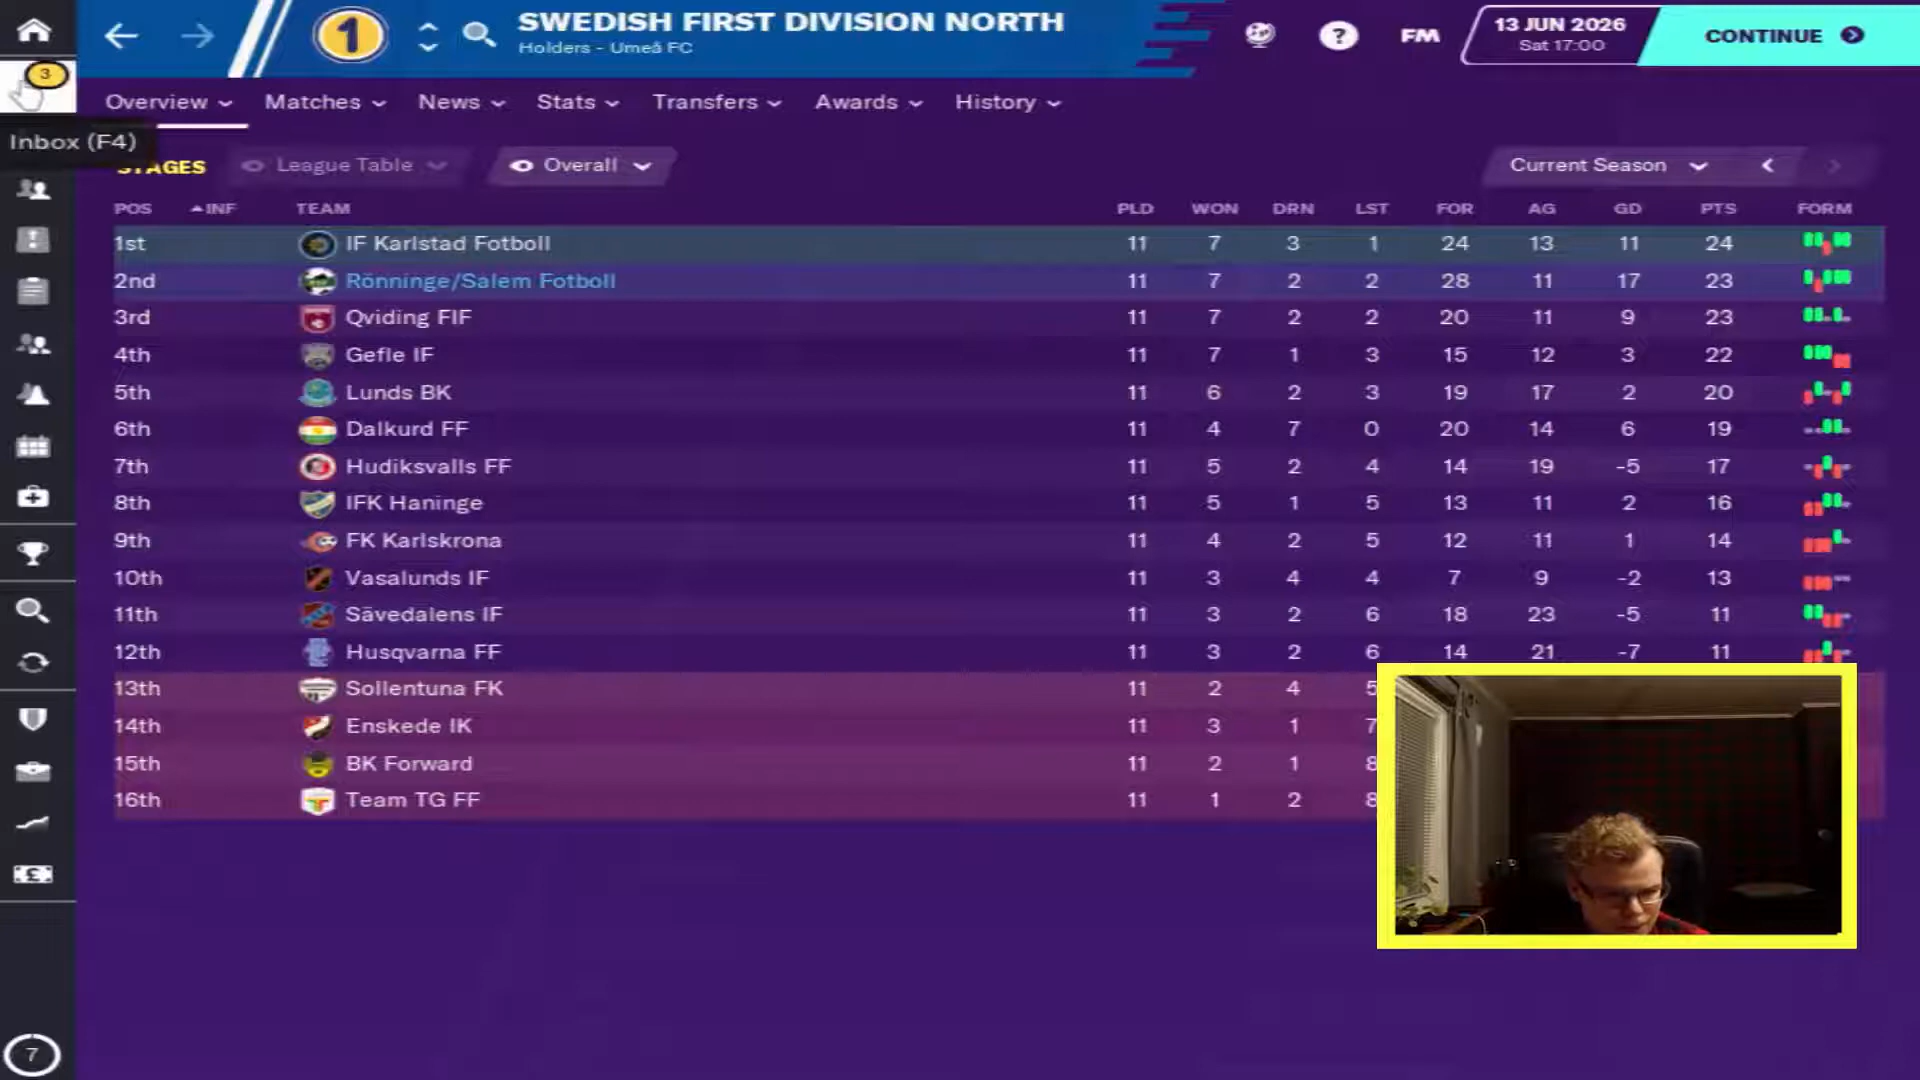 1 SWEDISH FIRST DIVISION NORTH
Holders - Umeå FC
? FM 13 JUN 2026 CONTINUE
Sat 17:00
3
Overview Matches News Stats Transfers Awards History
Inbox (F4)
STAGES League Table Overall Current Season
POS INF TEAM PLD WON DRN LST FOR AG GD PTS FORM
1st IF Karlstad Fotboll 11 7 3 1 24 13 11 24
2nd Rönninge/Salem Fotboll 11 7 2 2 28 11 17 23
3rd Qviding FIF 11 7 2 2 20 11 9 23
4th Gefle IF 11 7 1 3 15 12 3 22
5th Lunds BK 11 6 2 3 19 17 2 20
6th Dalkurd FF 11 4 7 0 20 14 6 19
7th Hudiksvalls FF 11 5 2 4 14 19 -5 17
8th IFK Haninge 11 5 1 5 13 11 2 16
9th FK Karlskrona 11 4 2 5 12 11 1 14
10th Vasalunds IF 11 3 4 4 7 9 -2 13
11th Sävedalens IF 11 3 2 6 18 23 -5 11
12th Husqvarna FF 11 3 2 6 14 21 -7 11
13th Sollentuna FK 11 2 4 5
14th Enskede IK 11 3 1 7
15th BK Forward 11 2 1 8
16th Team TG FF 11 1 2 8
7